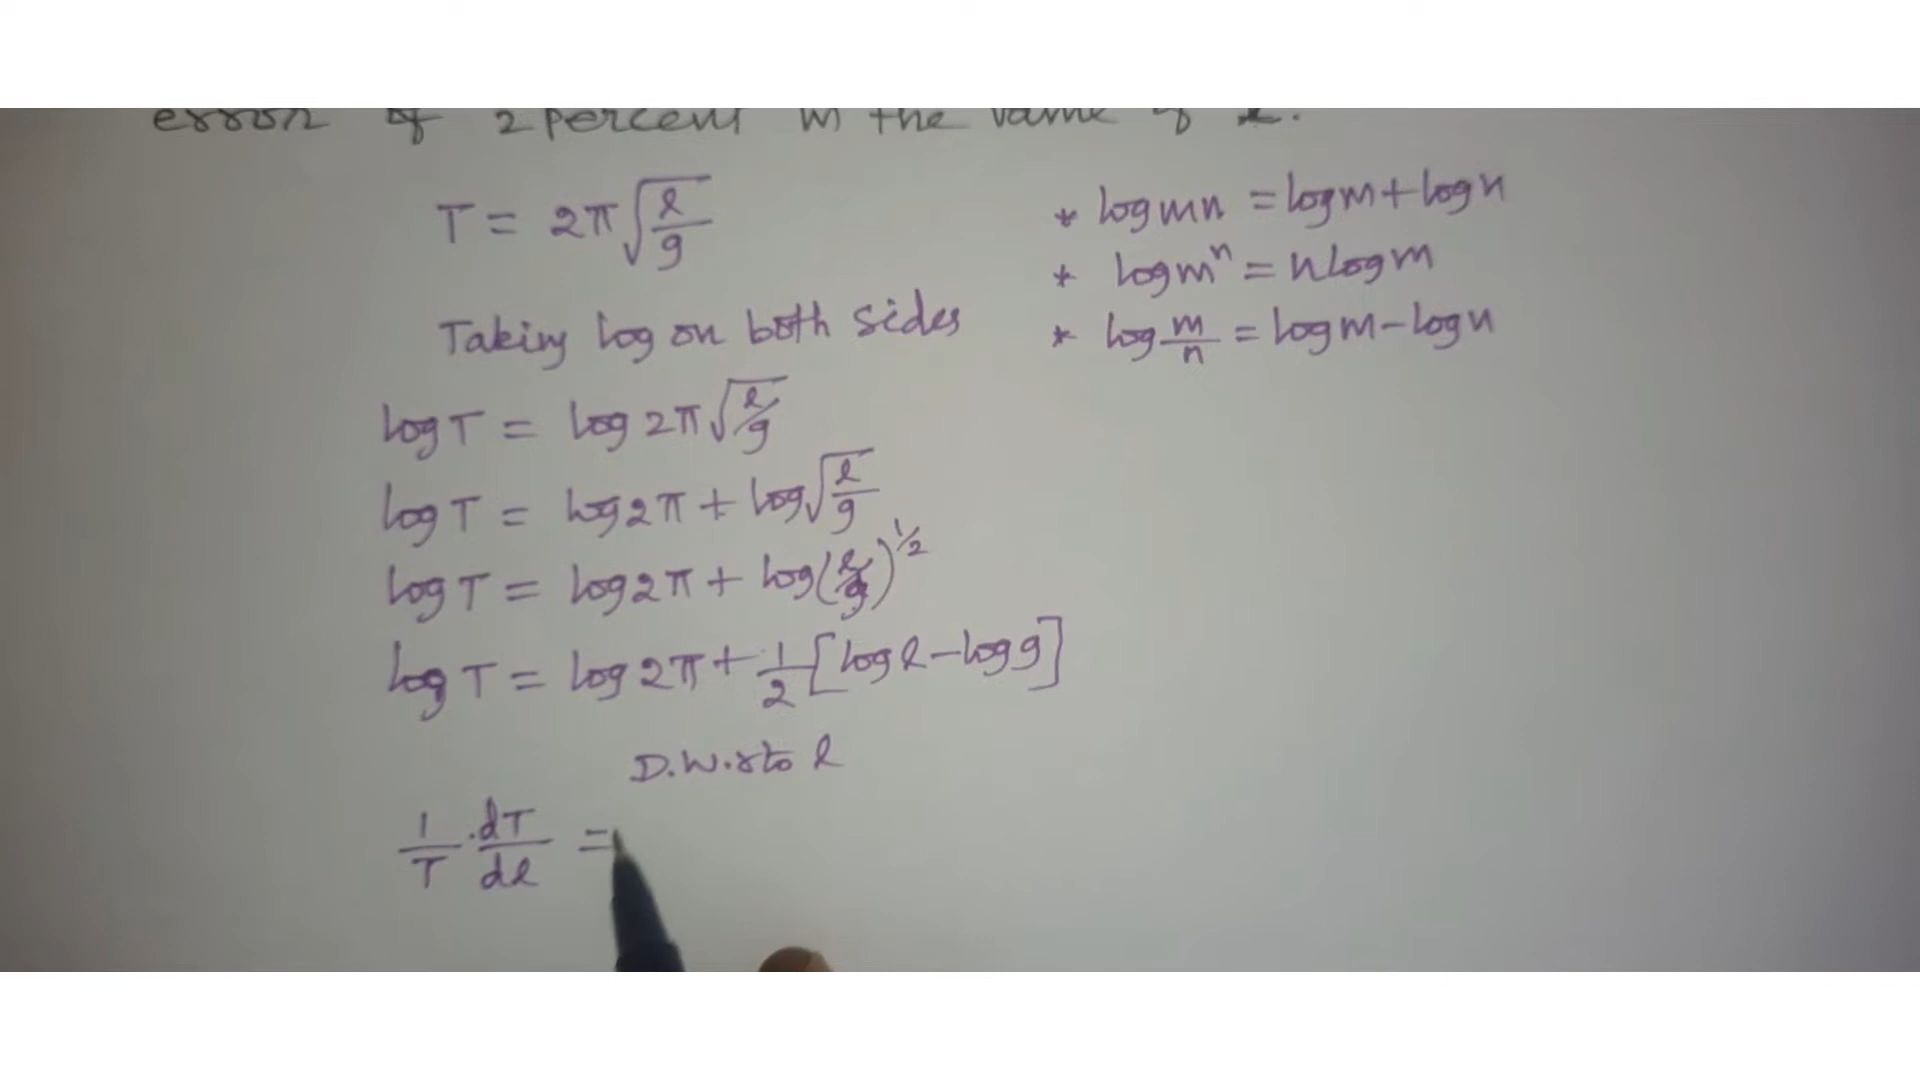 error of 2 percent in the value of l.
T = 2π√(l/g)
* log mn = log m + log n
* log mⁿ = n log m
Taking log on both sides
* log m/n = log m - log n
log T = log 2π√(l/g)
log T = log 2π + log √(l/g)
log T = log 2π + log (l/g)^1/2
log T = log 2π + 1/2 [log l - log g]
D.W.r.to l
1/T . dT/dl =